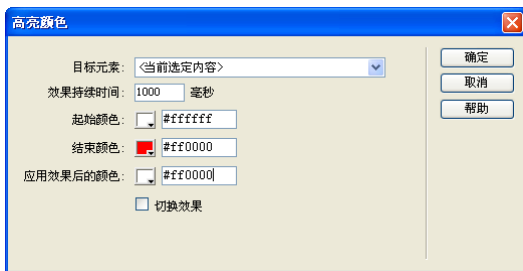 高亮颜色
目标元素: <当前选定内容>
效果持续时间: 1000 毫秒
起始颜色: #ffffff
结束颜色: #ff0000
应用效果后的颜色: #ff0000
切换效果
确定
取消
帮助